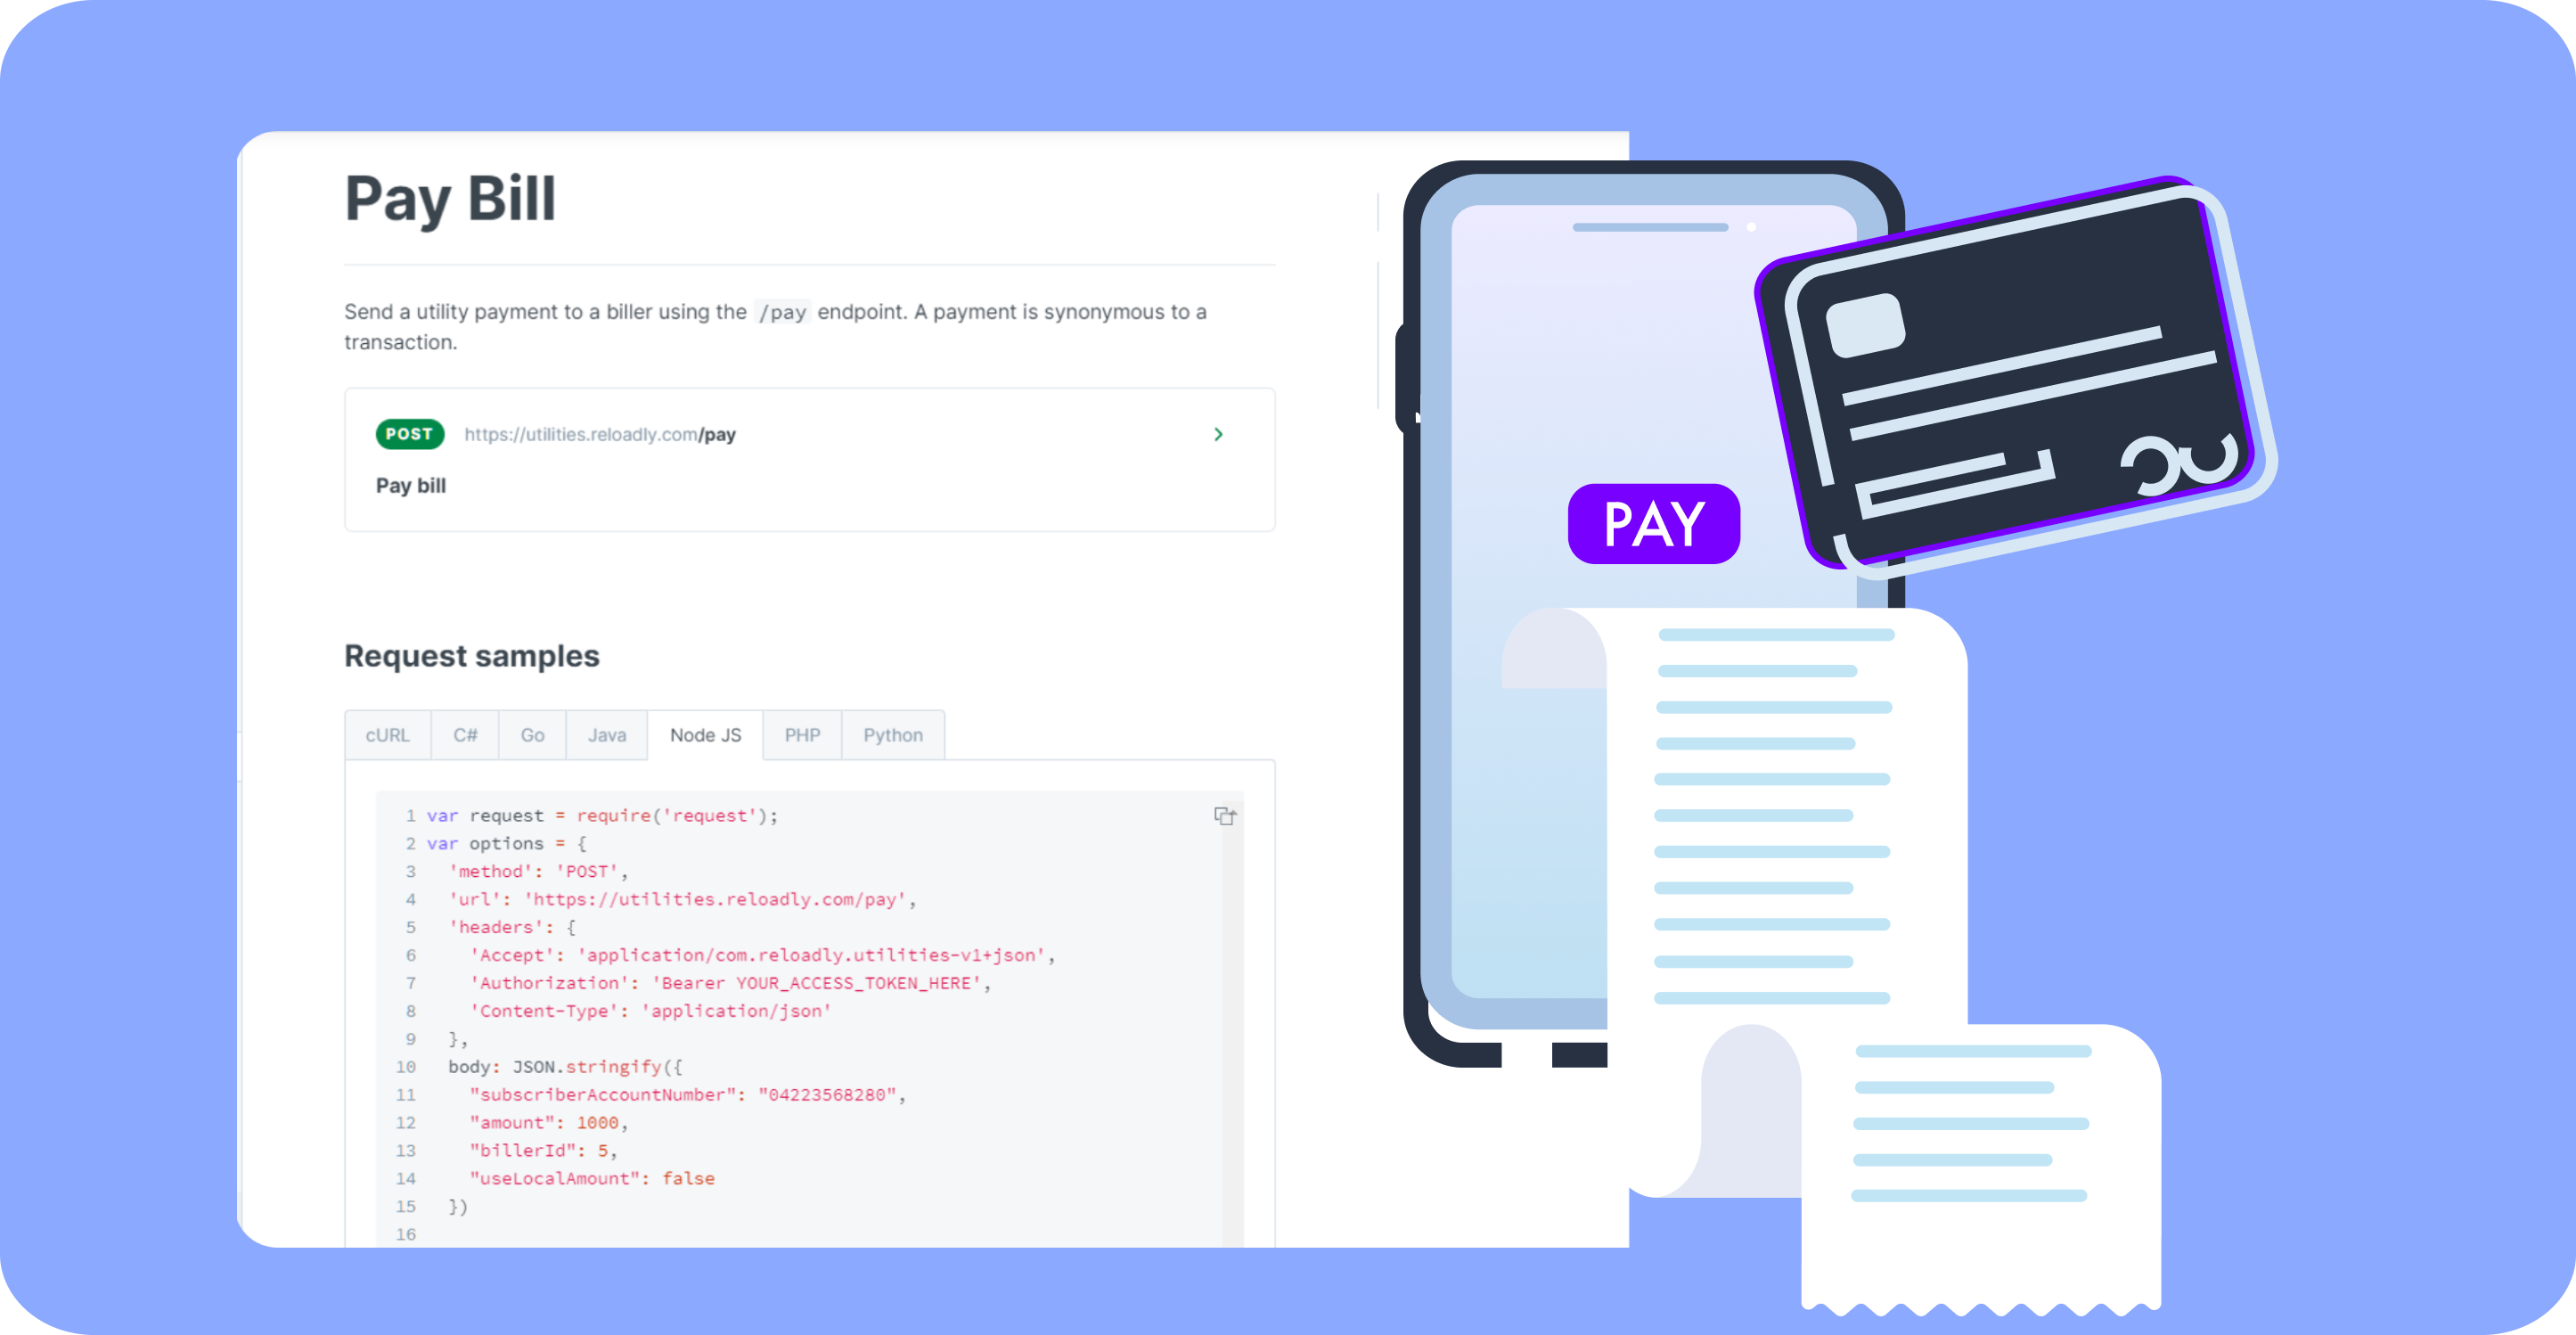 Pay Bill
Send a utility payment to a biller using the /pay endpoint. A payment is synonymous to a
transaction.
POST https://utilities.reloadly.com/pay
Pay bill
Request samples
cURL C# Go Java Node JS PHP Python
1 var request = require('request');
2 var options = {
3 'method': 'POST',
4 'url': 'https://utilities.reloadly.com/pay',
5 'headers': {
6 'Accept': 'application/com.reloadly.utilities-v1+json',
7 'Authorization': 'Bearer YOUR_ACCESS_TOKEN_HERE',
8 'Content-Type': 'application/json'
9 },
10 body: JSON.stringify({
11 "subscriberAccountNumber": "04223568280",
12 "amount": 1000,
13 "billerId": 5,
14 "useLocalAmount": false
15 })
16
PAY